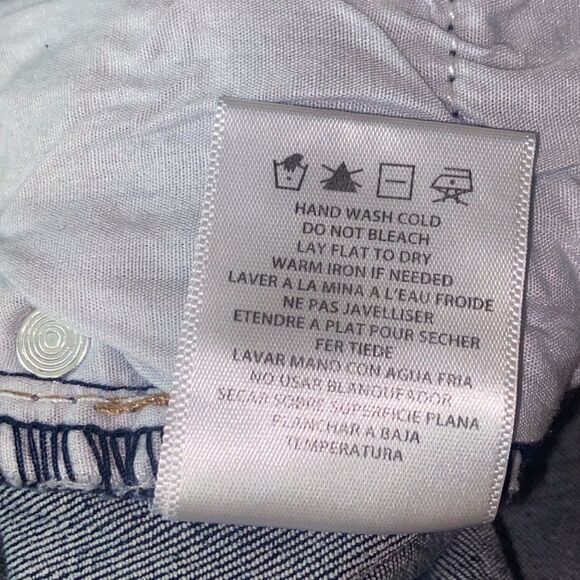 HAND WASH COLD
DO NOT BLEACH
LAY FLAT TO DRY
WARM IRON IF NEEDED
LAVER A LA MINA A L'EAU FROIDE
NE PAS JAVELLISER
ETENDRE A PLAT POUR SECHER
FER TIEDE
LAVAR MANO CON AGUA FRIA
NO USAR BLANQUEADOR
SECAR SOBRE SUPERFICIE PLANA
PLANCHAR A BAJA
TEMPERATURA